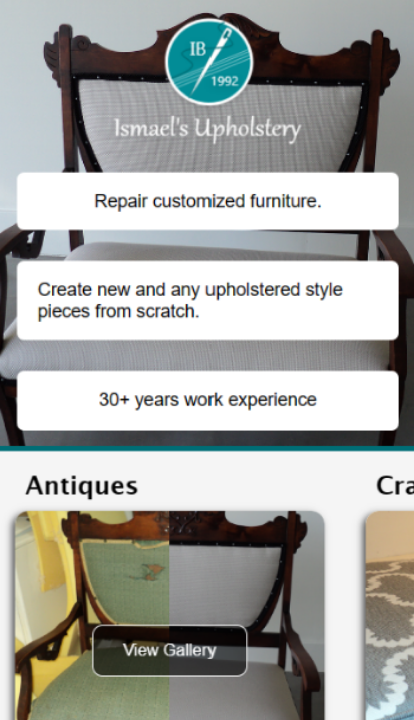 IB
1992
Ismael's Upholstery
Repair customized furniture.
Create new and any upholstered style
pieces from scratch.
30+ years work experience
Antiques
Cra
View Gallery